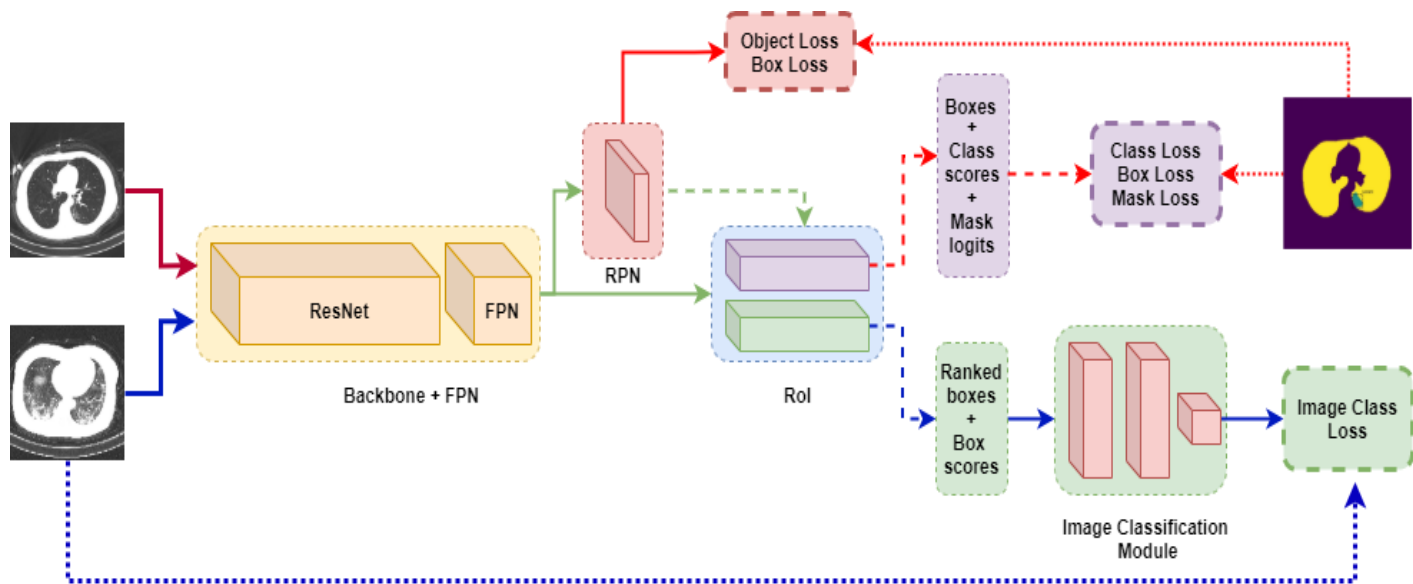 Object Loss
Box Loss
Boxes
+
Class
scores
+
Mask
logits
Class Loss
Box Loss
Mask Loss
RPN
ResNet
FPN
Backbone + FPN
RoI
Ranked
boxes
+
Box
scores
Image Class
Loss
Image Classification
Module